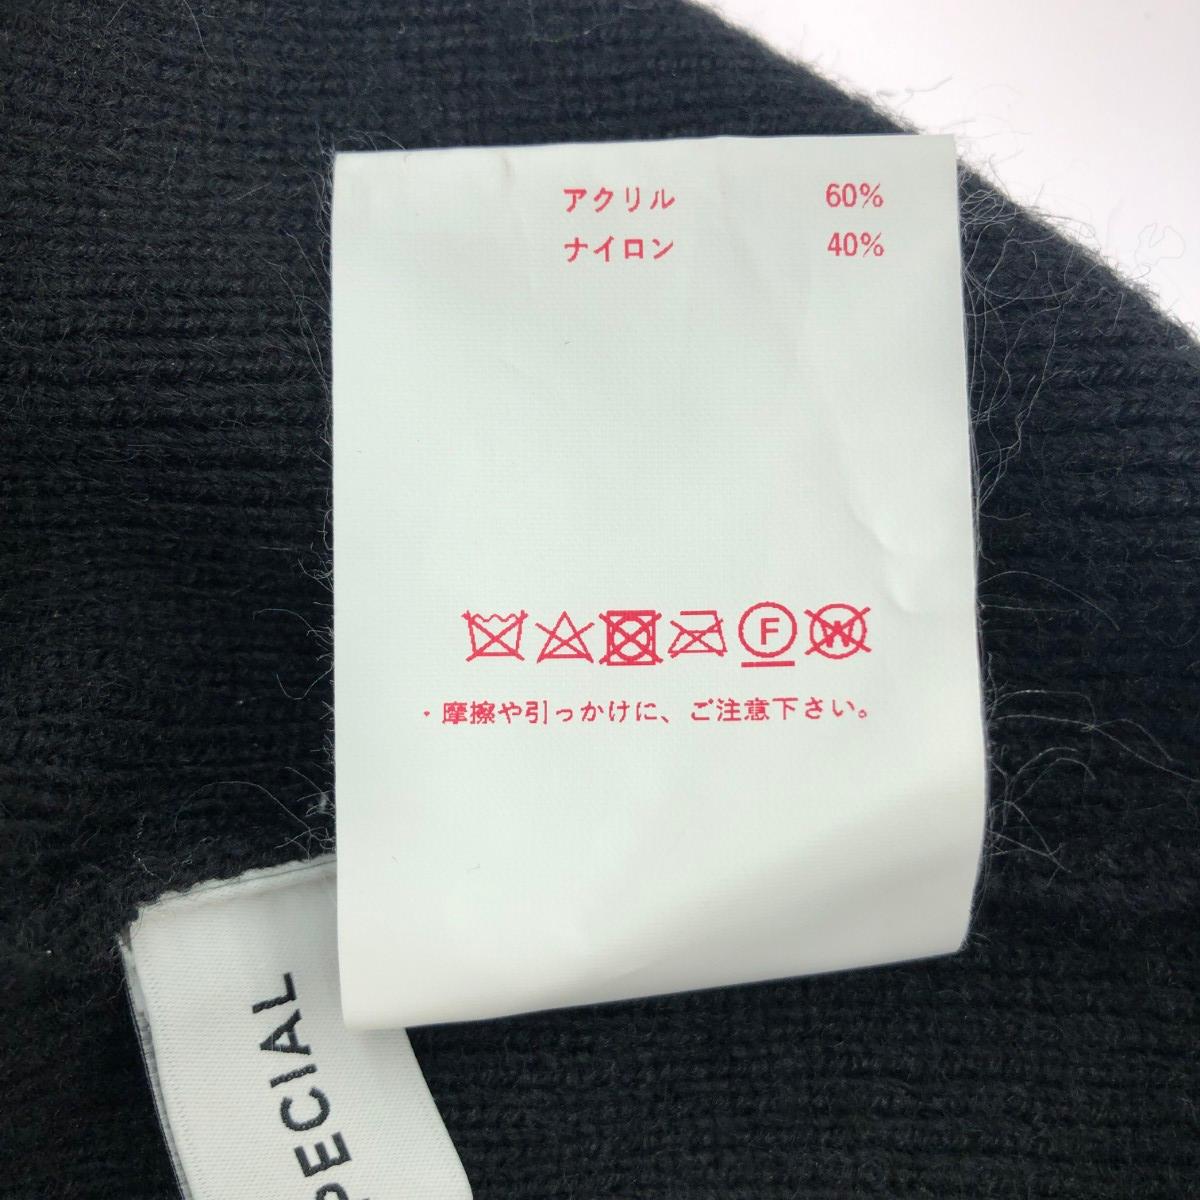 アクリル 60%
ナイロン 40%
F W
・摩擦や引っかけに、ご注意下さい。
PECIAL